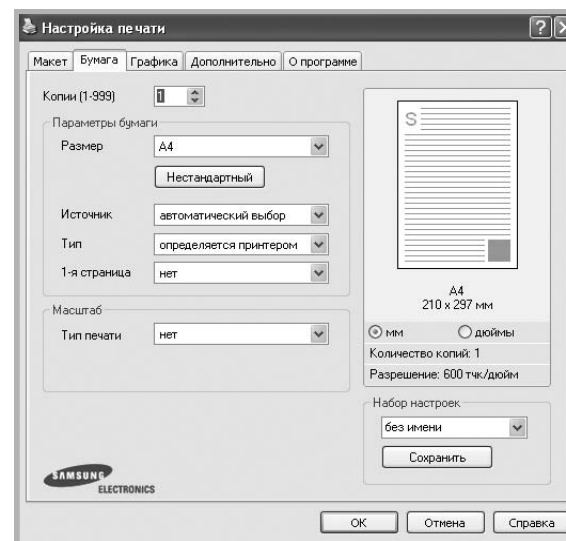 Настройка печати
Макет Бумага Графика Дополнительно О программе
Копии (1-999) 1
Параметры бумаги
Размер A4
Нестандартный
Источник автоматический выбор
Тип определяется принтером
1-я страница нет
Масштаб
Тип печати нет
S
A4
210 x 297 мм
мм дюймы
Количество копий: 1
Разрешение: 600 тчк/дюйм
Набор настроек
без имени
Сохранить
SAMSUNG
ELECTRONICS
ОК Отмена Справка